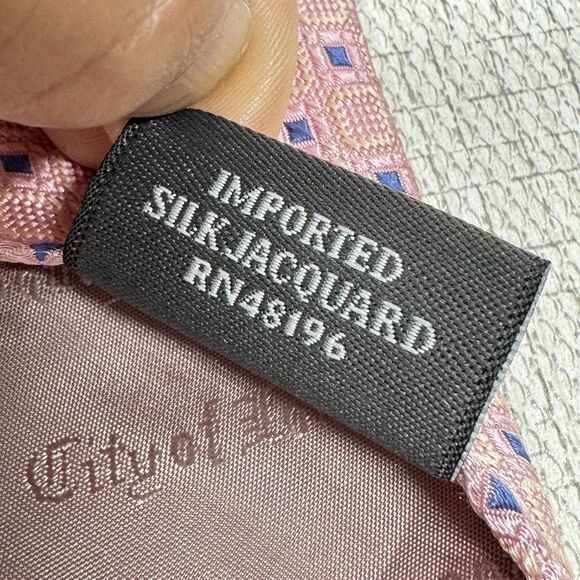 IMPORTED
SILK JACQUARD
RN48196
City of